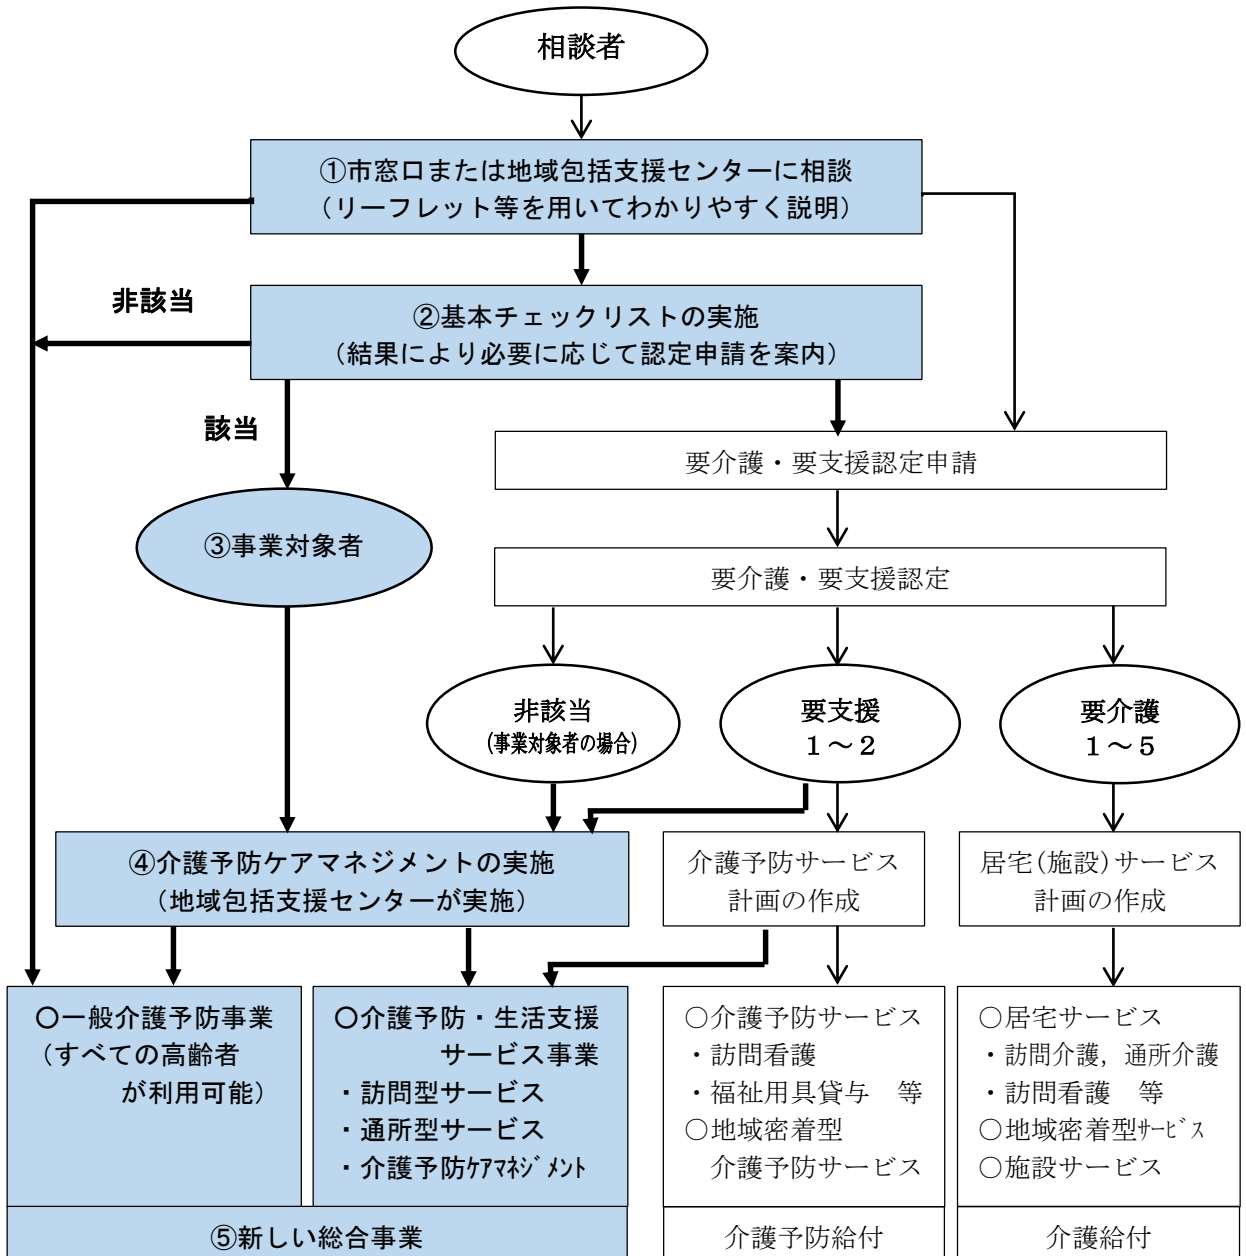 相談者
①市窓口または地域包括支援センターに相談
（リーフレット等を用いてわかりやすく説明）
非該当
②基本チェックリストの実施
（結果により必要に応じて認定申請を案内）
該当
要介護・要支援認定申請
③事業対象者
要介護・要支援認定
非該当
(事業対象者の場合)
要支援
１～２
要介護
１～５
④介護予防ケアマネジメントの実施
（地域包括支援センターが実施）
介護予防サービス
計画の作成
居宅(施設)サービス
計画の作成
〇一般介護予防事業
（すべての高齢者
が利用可能）
〇介護予防・生活支援
サービス事業
・訪問型サービス
・通所型サービス
・介護予防ｹｱﾏﾈｼﾞﾒﾝﾄ
○介護予防サービス
・訪問看護
・福祉用具貸与　等
○地域密着型
介護予防サービス
○居宅サービス
・訪問介護，通所介護
・訪問看護　等
○地域密着型ｻｰﾋﾞｽ
○施設サービス
⑤新しい総合事業
介護予防給付
介護給付